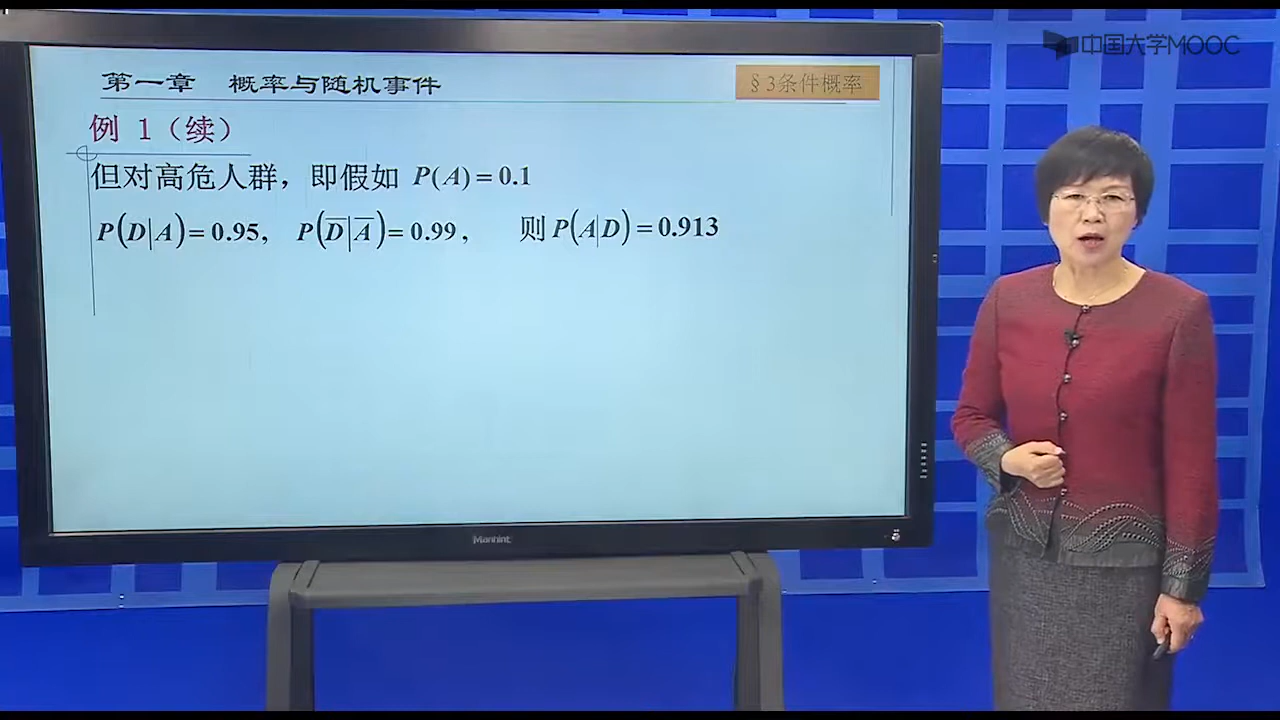 中国大学MOOC
第一章 概率与随机事件
§3条件概率
例 1（续）
但对高危人群，即假如 P(A) = 0.1
P(D|A) = 0.95, P(D̅|A̅) = 0.99, 则 P(A|D) = 0.913
Manhint